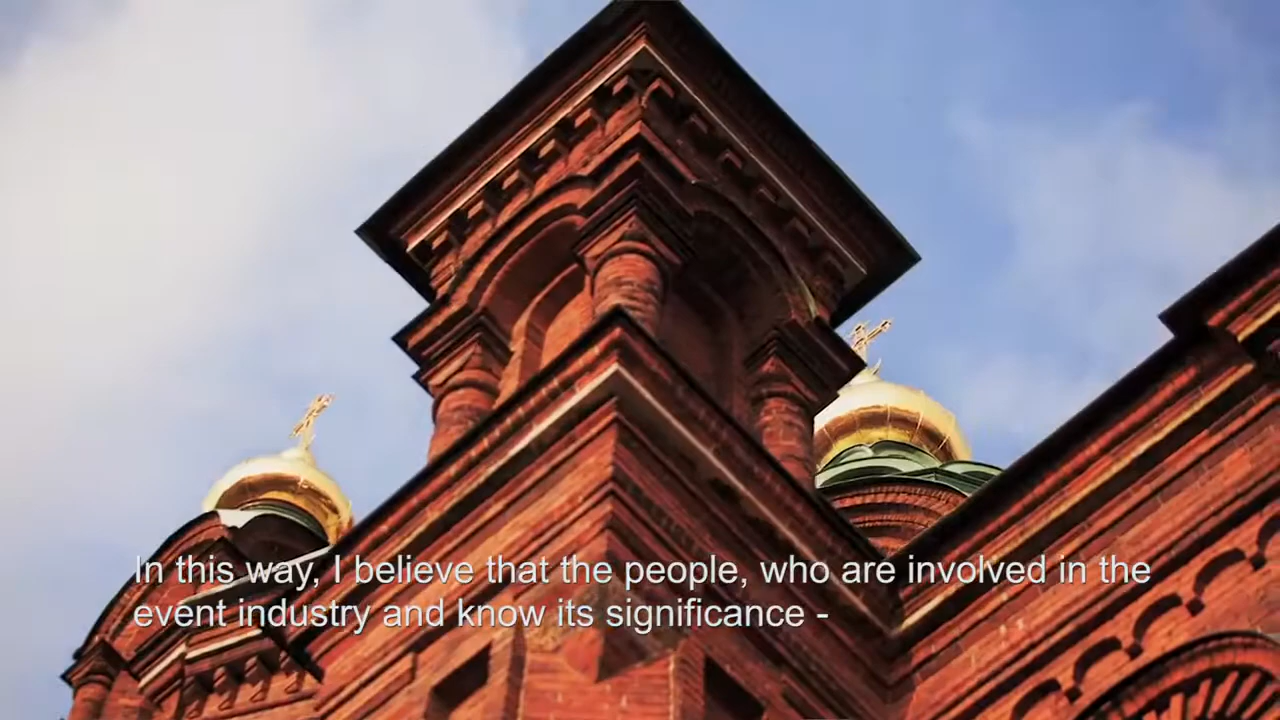 In this way, I believe that the people, who are involved in the
event industry and know its significance -